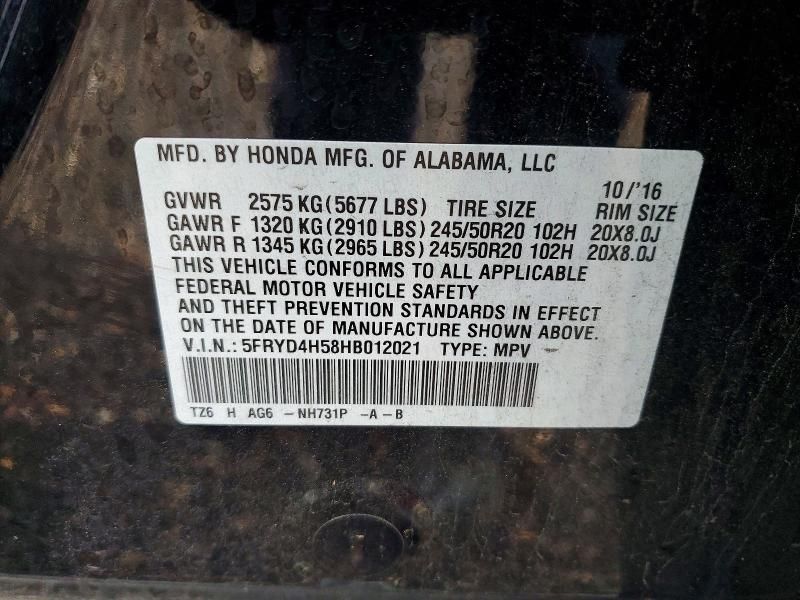 MFD. BY HONDA MFG. OF ALABAMA, LLC
10/'16
GVWR 2575 KG(5677 LBS) TIRE SIZE RIM SIZE
GAWR F 1320 KG(2910 LBS) 245/50R20 102H 20X8.0J
GAWR R 1345 KG(2965 LBS) 245/50R20 102H 20X8.0J
THIS VEHICLE CONFORMS TO ALL APPLICABLE
FEDERAL MOTOR VEHICLE SAFETY
AND THEFT PREVENTION STANDARDS IN EFFECT
ON THE DATE OF MANUFACTURE SHOWN ABOVE.
V.I.N.: 5FRYD4H58HB012021 TYPE: MPV
TZ6 H AG6 -NH731P -A-B